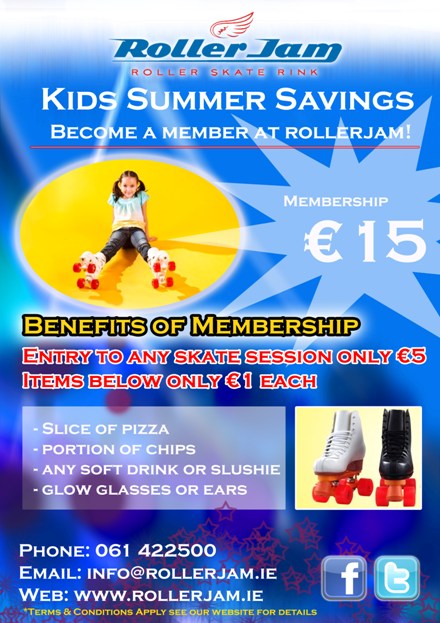 Roller Jam
ROLLER SKATE RINK
KIDS SUMMER SAVINGS
BECOME A MEMBER AT ROLLERJAM!
MEMBERSHIP
€15
BENEFITS OF MEMBERSHIP
ENTRY TO ANY SKATE SESSION ONLY €5
ITEMS BELOW ONLY €1 EACH
- SLICE OF PIZZA
- PORTION OF CHIPS
- ANY SOFT DRINK OR SLUSHIE
- GLOW GLASSES OR EARS
PHONE: 061 422500
EMAIL: INFO@ROLLERJAM.IE
WEB: WWW.ROLLERJAM.IE
f t
*TERMS & CONDITIONS APPLY SEE OUR WEBSITE FOR DETAILS